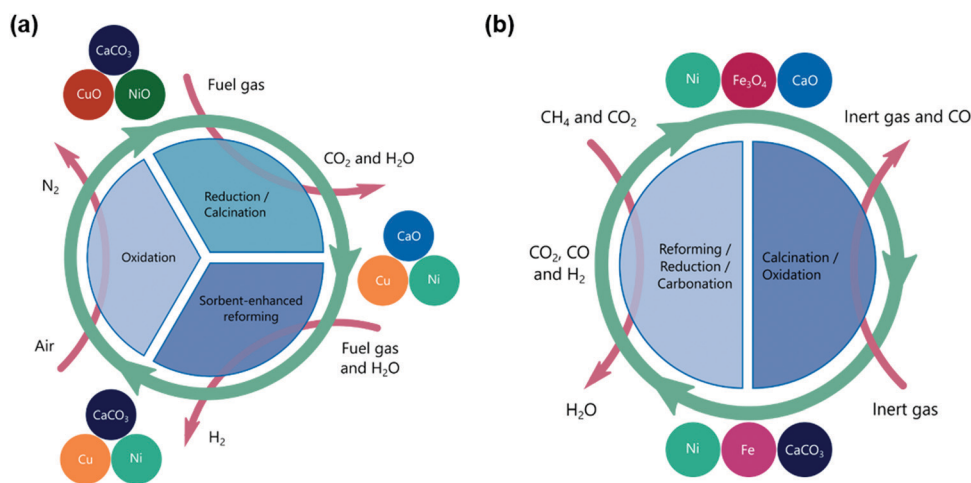 (a)
CaCO₃
CuO
NiO
Fuel gas
N₂
CO₂ and H₂O
Reduction /
Calcination
Oxidation
CaO
Cu
Ni
Sorbent-enhanced
reforming
Air
Fuel gas
and H₂O
CaCO₃
Cu
Ni
H₂
(b)
Ni
Fe₃O₄
CaO
CH₄ and CO₂
Inert gas and CO
CO₂, CO
and H₂
Reforming /
Reduction /
Carbonation
Calcination /
Oxidation
H₂O
Inert gas
Ni
Fe
CaCO₃